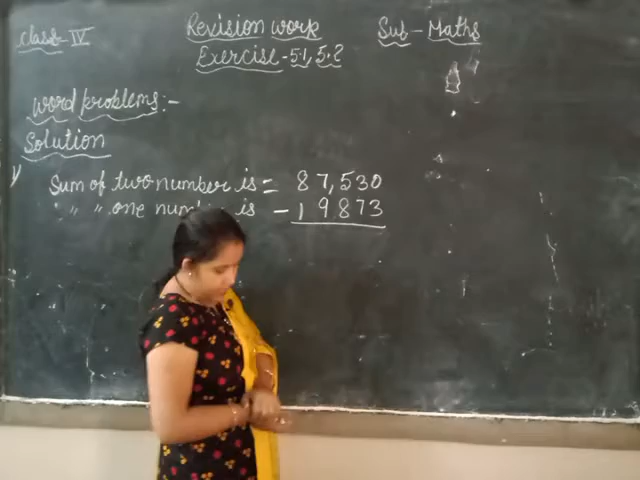 Class-IV
Revision work
Sub-Maths
Exercise-5.1, 5.2
Word problems:-
Solution
Sum of two number is = 87,530
" " one is - 19873